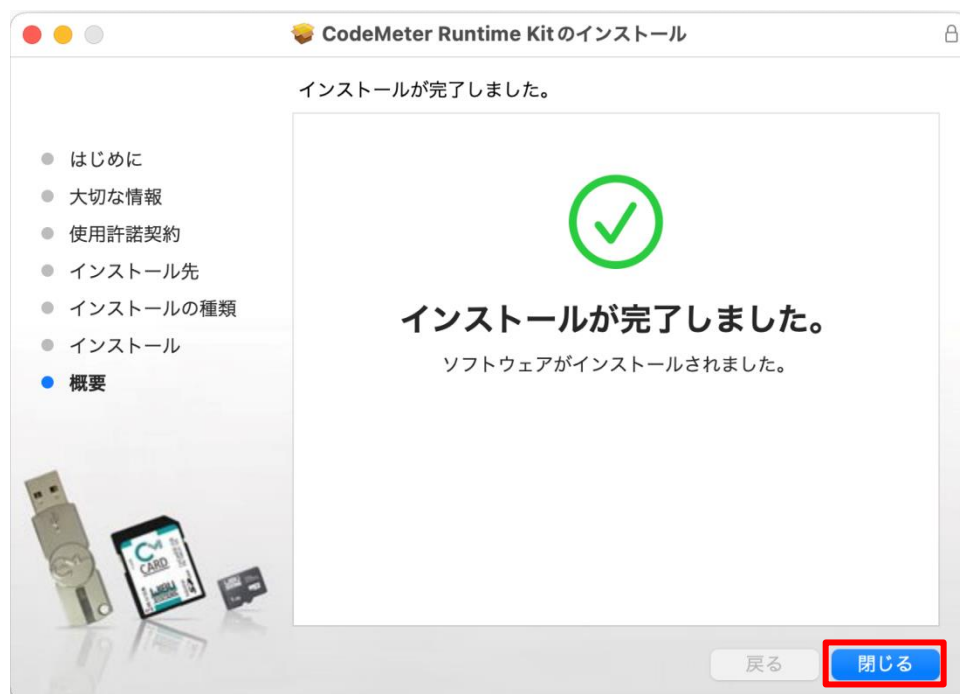 CodeMeter Runtime Kit のインストール
インストールが完了しました。
はじめに
大切な情報
使用許諾契約
インストール先
インストールの種類
インストール
概要
インストールが完了しました。
ソフトウェアがインストールされました。
CM
CARD
戻る
閉じる